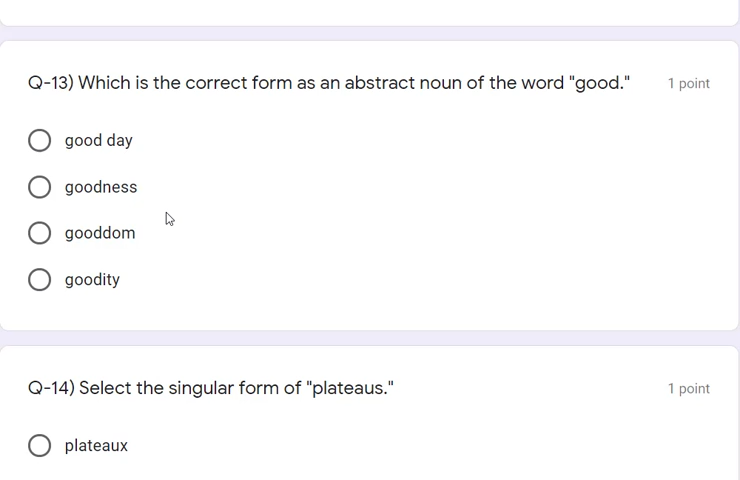 Q-13) Which is the correct form as an abstract noun of the word "good." 1 point
good day
goodness
gooddom
goodity
Q-14) Select the singular form of "plateaus." 1 point
plateaux